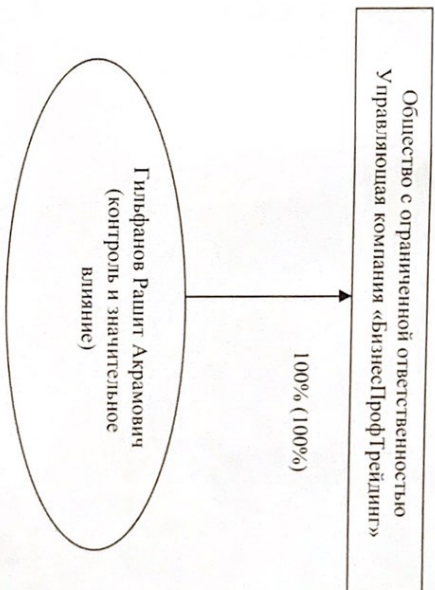 Общество с ограниченной ответственностью
Управляющая компания «БизнесПрофТрейдинг»
100% (100%)
Гильфанов Рашит Акрамович
(контроль и значительное
влияние)